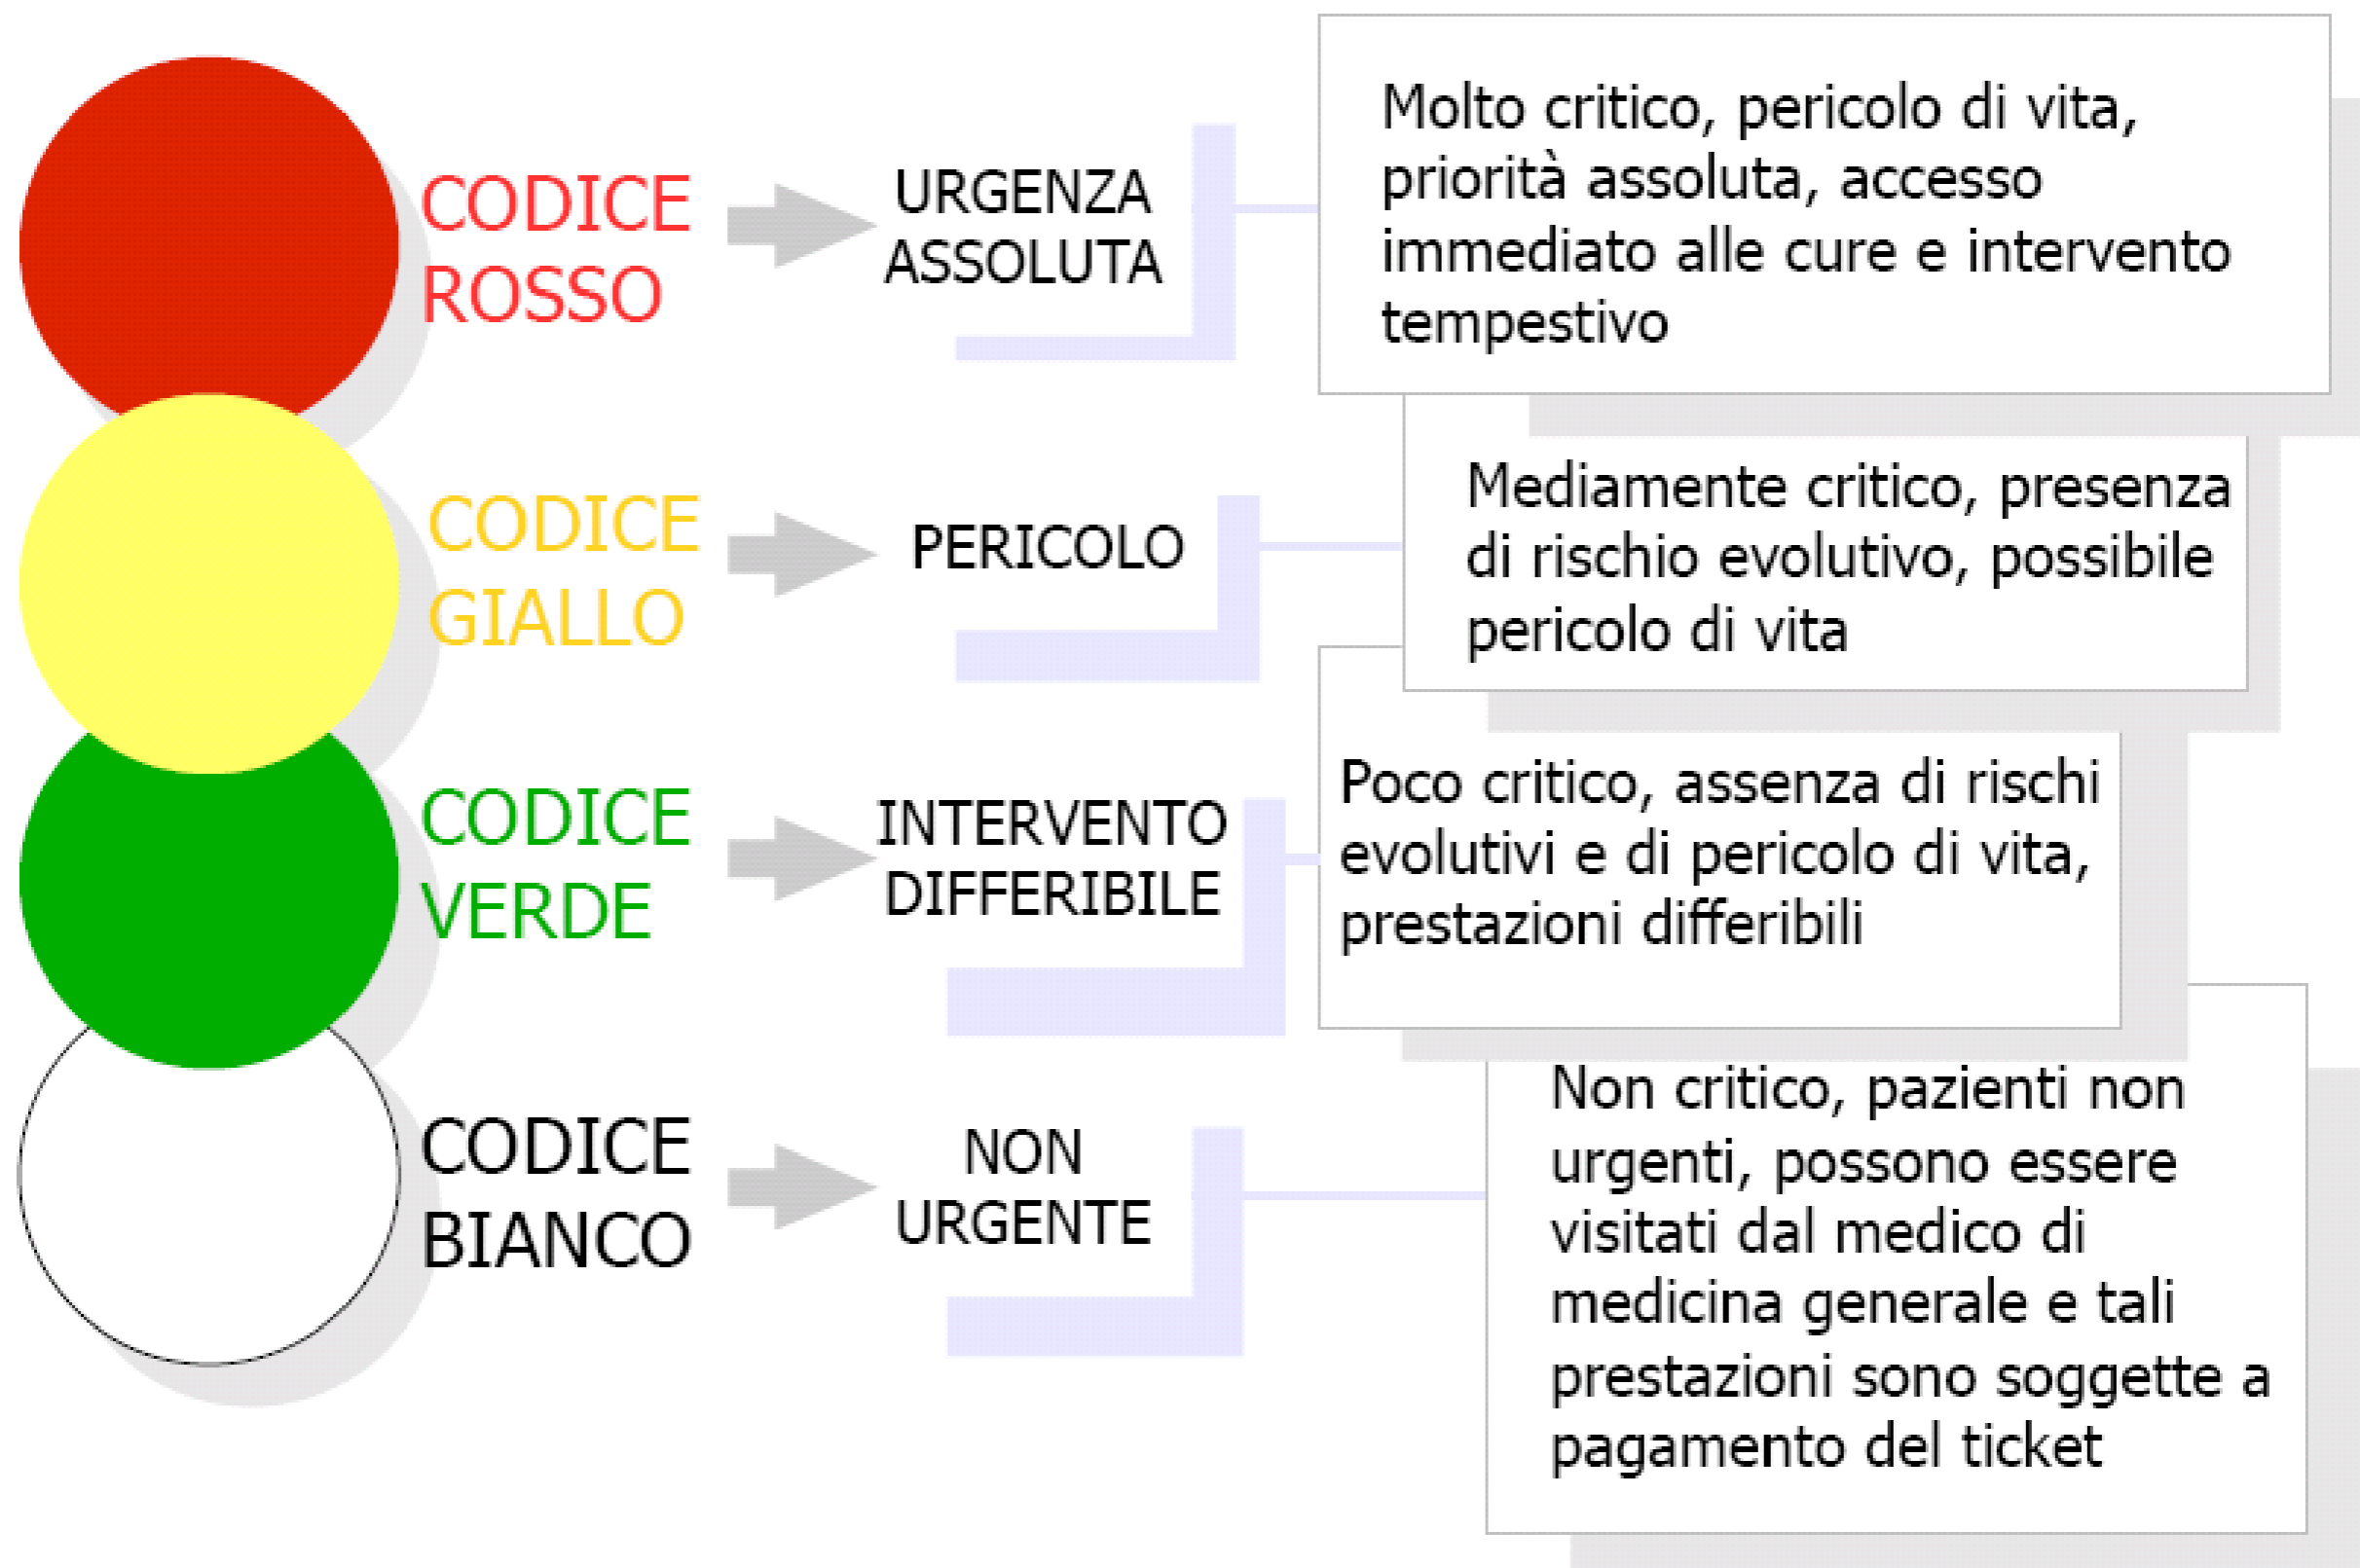 CODICE
ROSSO
URGENZA
ASSOLUTA
Molto critico, pericolo di vita,
priorità assoluta, accesso
immediato alle cure e intervento
tempestivo
CODICE
GIALLO
PERICOLO
Mediamente critico, presenza
di rischio evolutivo, possibile
pericolo di vita
CODICE
VERDE
INTERVENTO
DIFFERIBILE
Poco critico, assenza di rischi
evolutivi e di pericolo di vita,
prestazioni differibili
CODICE
BIANCO
NON
URGENTE
Non critico, pazienti non
urgenti, possono essere
visitati dal medico di
medicina generale e tali
prestazioni sono soggette a
pagamento del ticket